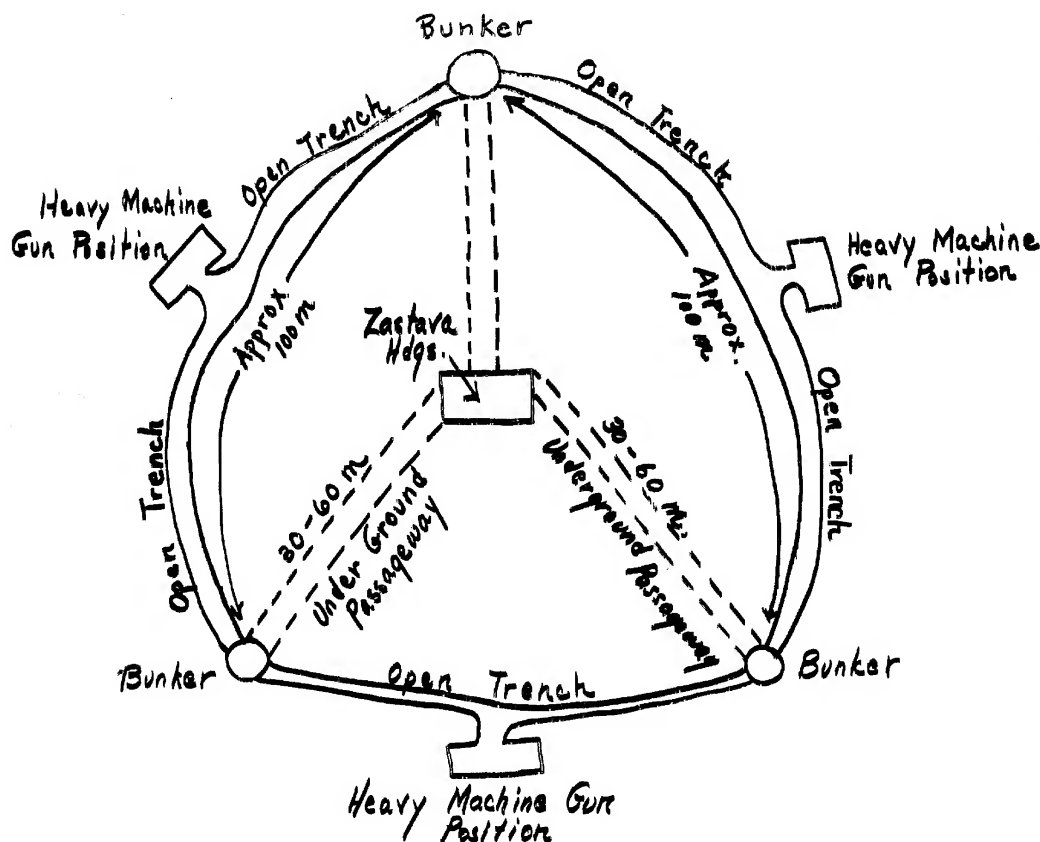 Bunker
Open Trench
Open Trench
Heavy Machine
Gun Position
Heavy Machine
Gun Position
Approx.
100 m
Approx.
100 m
Zastava
Hdqs.
Open Trench
Open Trench
30-60 m
Under Ground
Passageway
30-60 m.
Underground Passageway
Bunker
Open Trench
Bunker
Heavy Machine Gun
Position